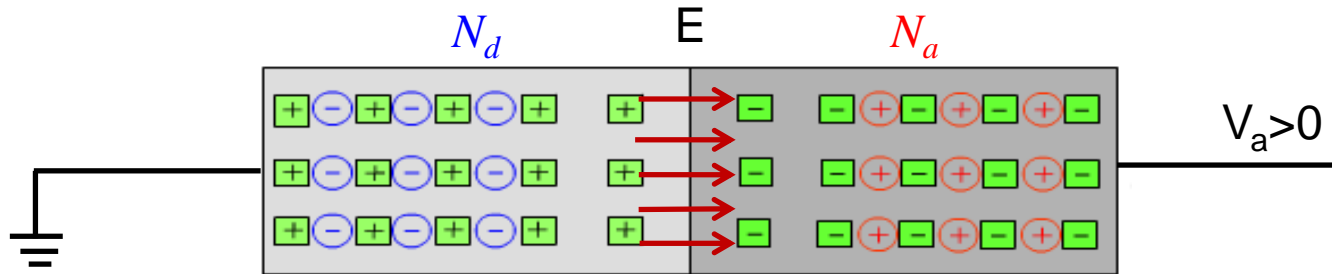 N_d E N_a
+ − + − + − + + − − + − + − + −
V_a>0
+ − + − + − + + − − + − + − + −
+ − + − + − + + − − + − + − + −